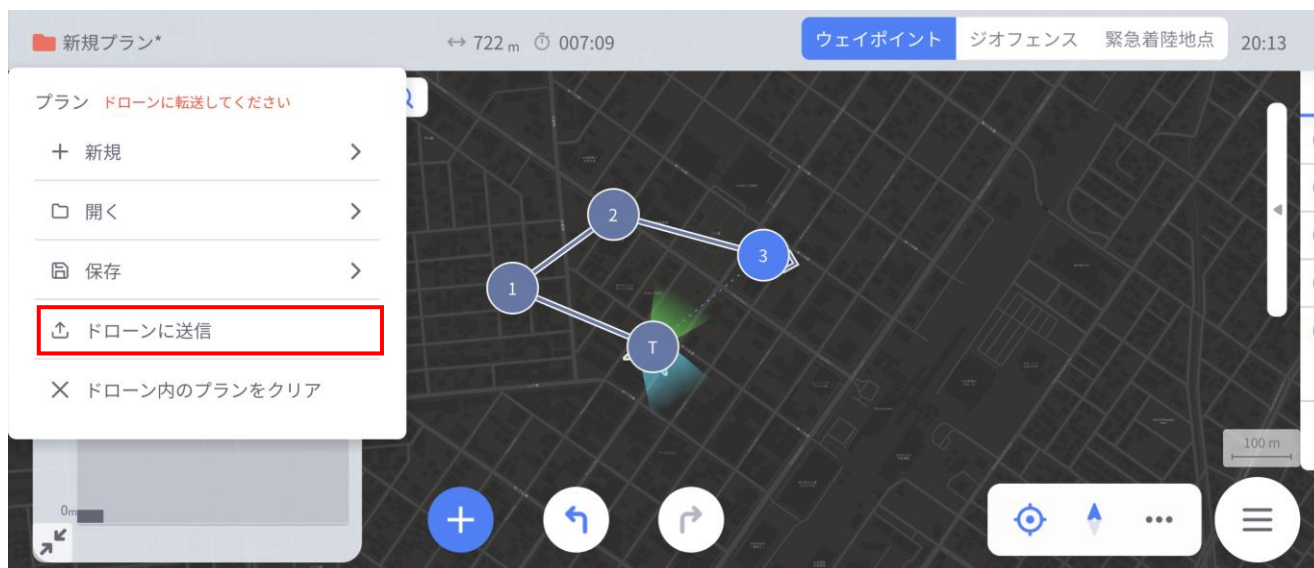 新規プラン*
↔ 722 m ⏱ 007:09
ウェイポイント ジオフェンス 緊急着陸地点 20:13
プラン ドローンに転送してください
新規
開く
保存
ドローンに送信
ドローン内のプランをクリア
2
3
1
T
100 m
0m